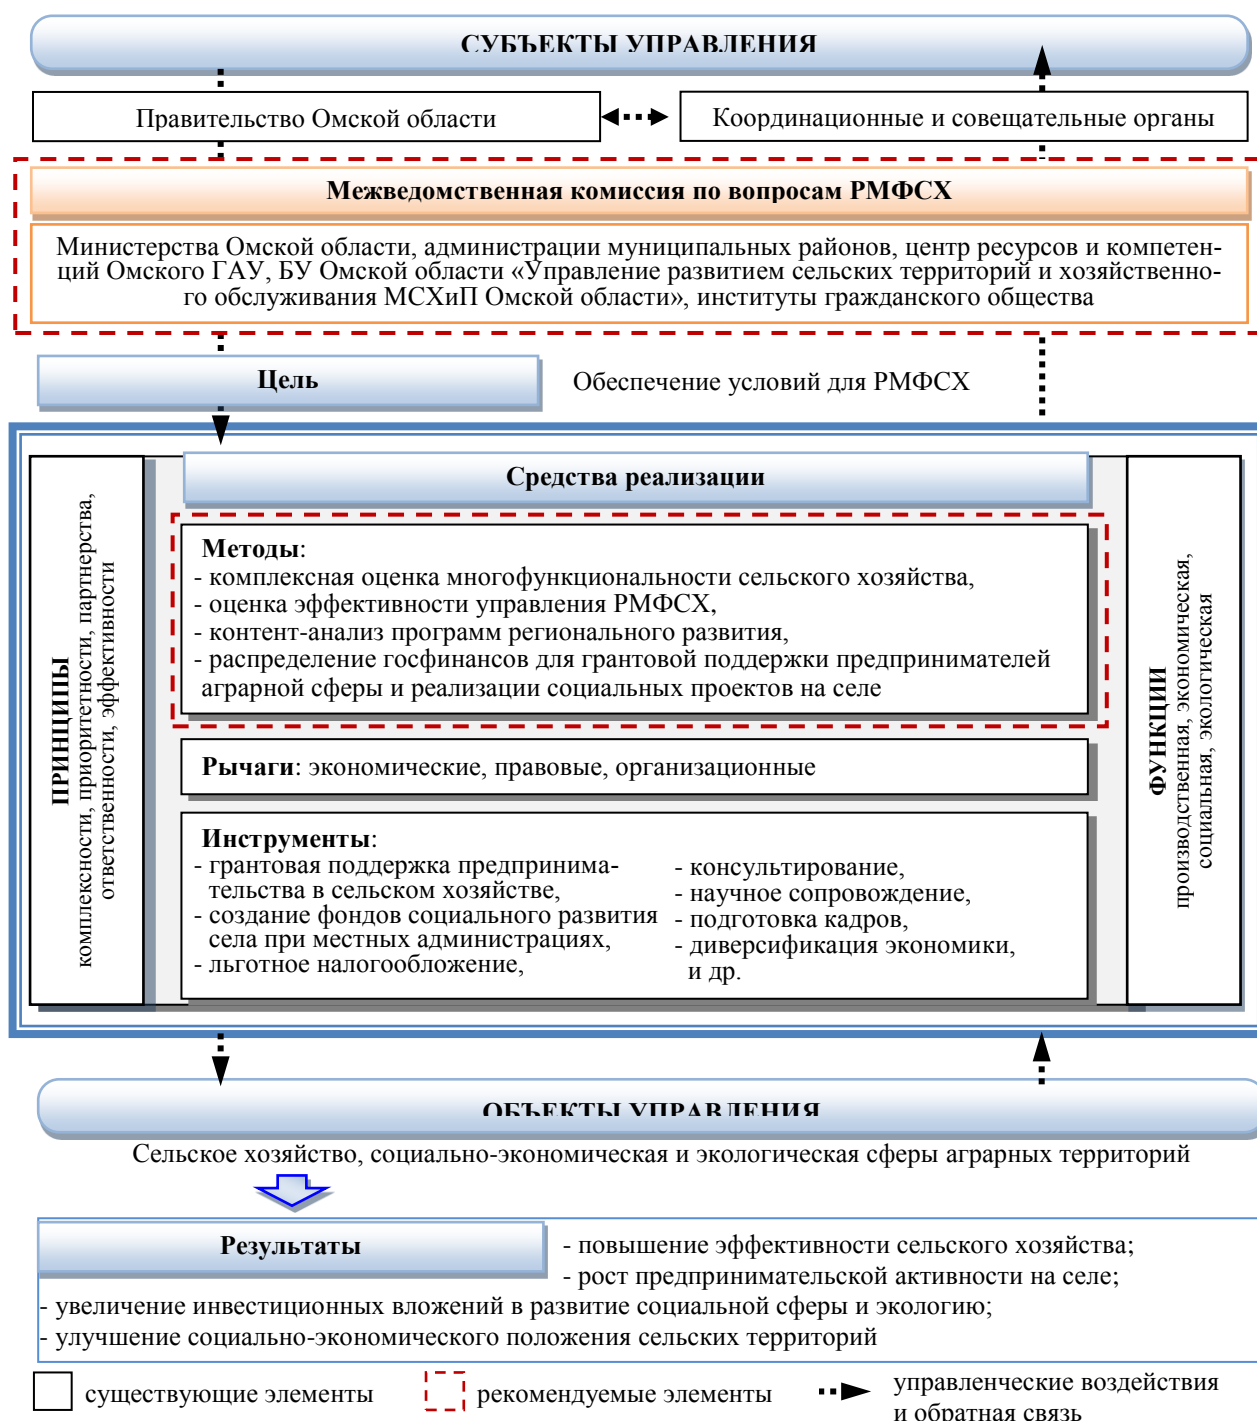 СУБЪЕКТЫ УПРАВЛЕНИЯ
Правительство Омской области
Координационные и совещательные органы
Межведомственная комиссия по вопросам РМФСХ
Министерства Омской области, администрации муниципальных районов, центр ресурсов и компетен-
ций Омского ГАУ, БУ Омской области «Управление развитием сельских территорий и хозяйственно-
го обслуживания МСХиП Омской области», институты гражданского общества
Цель
Обеспечение условий для РМФСХ
ПРИНЦИПЫ
комплексности, приоритетности, партнерства,
ответственности, эффективности
Средства реализации
Методы:
- комплексная оценка многофункциональности сельского хозяйства,
- оценка эффективности управления РМФСХ,
- контент-анализ программ регионального развития,
- распределение госфинансов для грантовой поддержки предпринимателей
аграрной сферы и реализации социальных проектов на селе
Рычаги: экономические, правовые, организационные
Инструменты:
- грантовая поддержка предпринима-
тельства в сельском хозяйстве,
- создание фондов социального развития
села при местных администрациях,
- льготное налогообложение,
- консультирование,
- научное сопровождение,
- подготовка кадров,
- диверсификация экономики,
и др.
ФУНКЦИИ
производственная, экономическая,
социальная, экологическая
ОБЪЕКТЫ УПРАВЛЕНИЯ
Сельское хозяйство, социально-экономическая и экологическая сферы аграрных территорий
Результаты
- повышение эффективности сельского хозяйства;
- рост предпринимательской активности на селе;
- увеличение инвестиционных вложений в развитие социальной сферы и экологию;
- улучшение социально-экономического положения сельских территорий
существующие элементы
рекомендуемые элементы
управленческие воздействия
и обратная связь